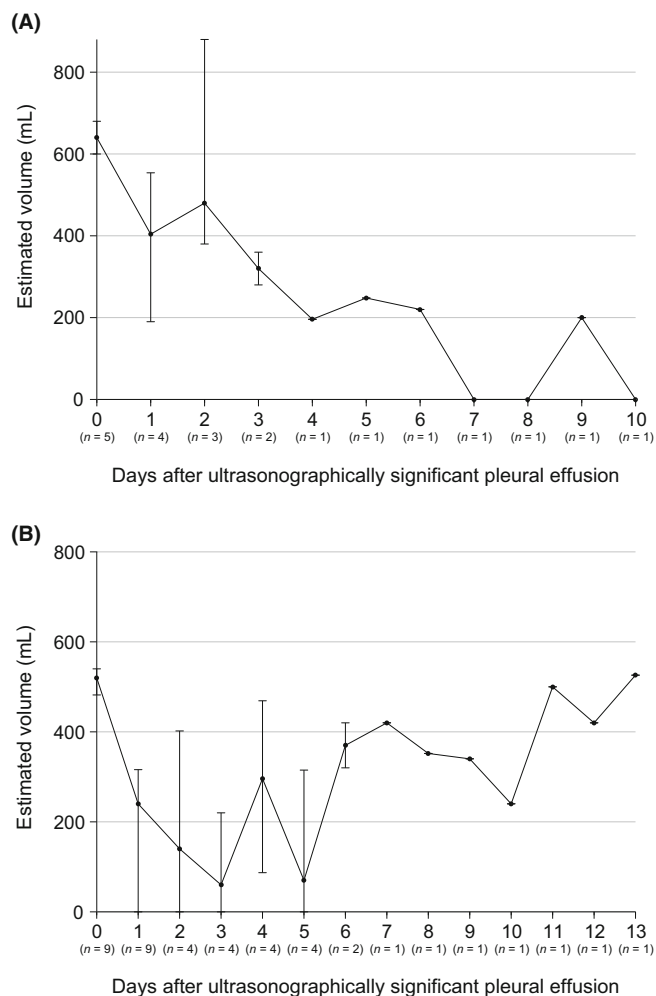 (A)
800
600
400
200
0
Estimated volume (mL)
0 1 2 3 4 5 6 7 8 9 10
(n = 5) (n = 4) (n = 3) (n = 2) (n = 1) (n = 1) (n = 1) (n = 1) (n = 1) (n = 1) (n = 1)
Days after ultrasonographically significant pleural effusion
(B)
800
600
400
200
0
Estimated volume (mL)
0 1 2 3 4 5 6 7 8 9 10 11 12 13
(n = 9) (n = 9) (n = 4) (n = 4) (n = 4) (n = 4) (n = 2) (n = 1) (n = 1) (n = 1) (n = 1) (n = 1) (n = 1) (n = 1)
Days after ultrasonographically significant pleural effusion